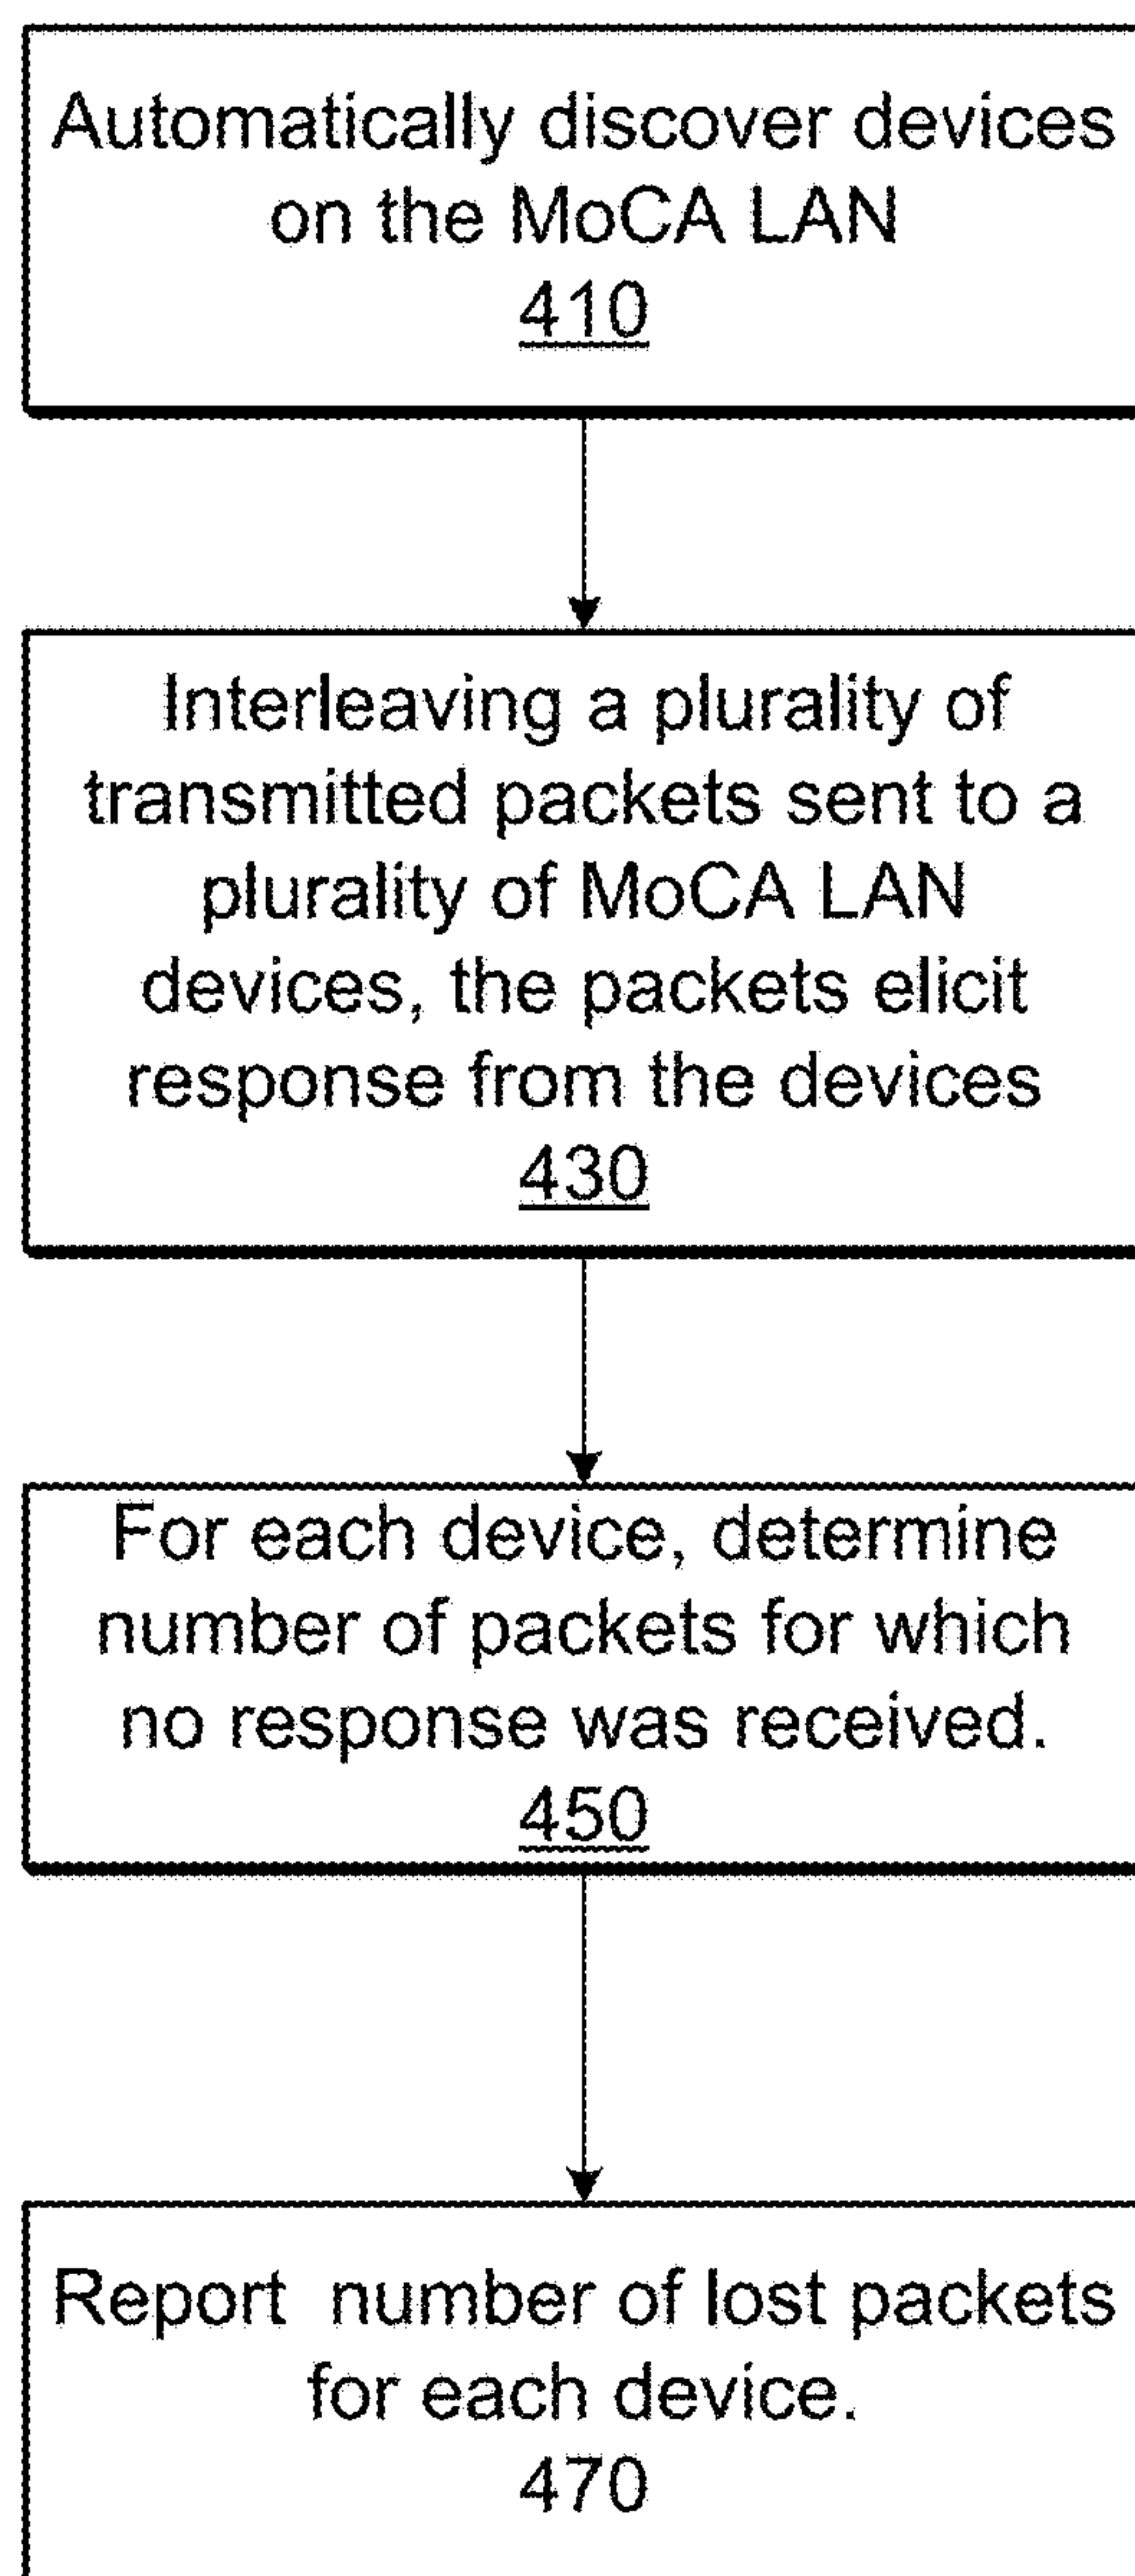 Automatically discover devices
on the MoCA LAN
410
Interleaving a plurality of
transmitted packets sent to a
plurality of MoCA LAN
devices, the packets elicit
response from the devices
430
For each device, determine
number of packets for which
no response was received.
450
Report number of lost packets
for each device.
470